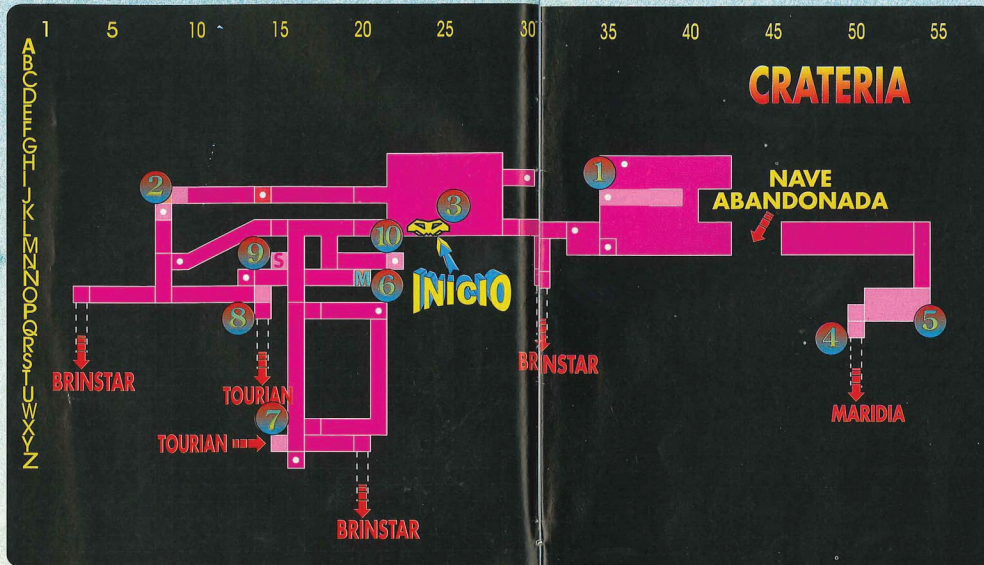 1 5 10 15 20 25 30 35 40 45 50 55
A
B
C
D
E
F
G
H
I
J
K
L
M
N
Ñ
O
P
Q
R
S
T
U
W
X
Y
Z
CRATERIA
1
2
NAVE
ABANDONADA
3
10
9
S
M
6
INICIO
8
4
5
BRINSTAR
TOURIAN
BRINSTAR
7
MARIDIA
TOURIAN
BRINSTAR